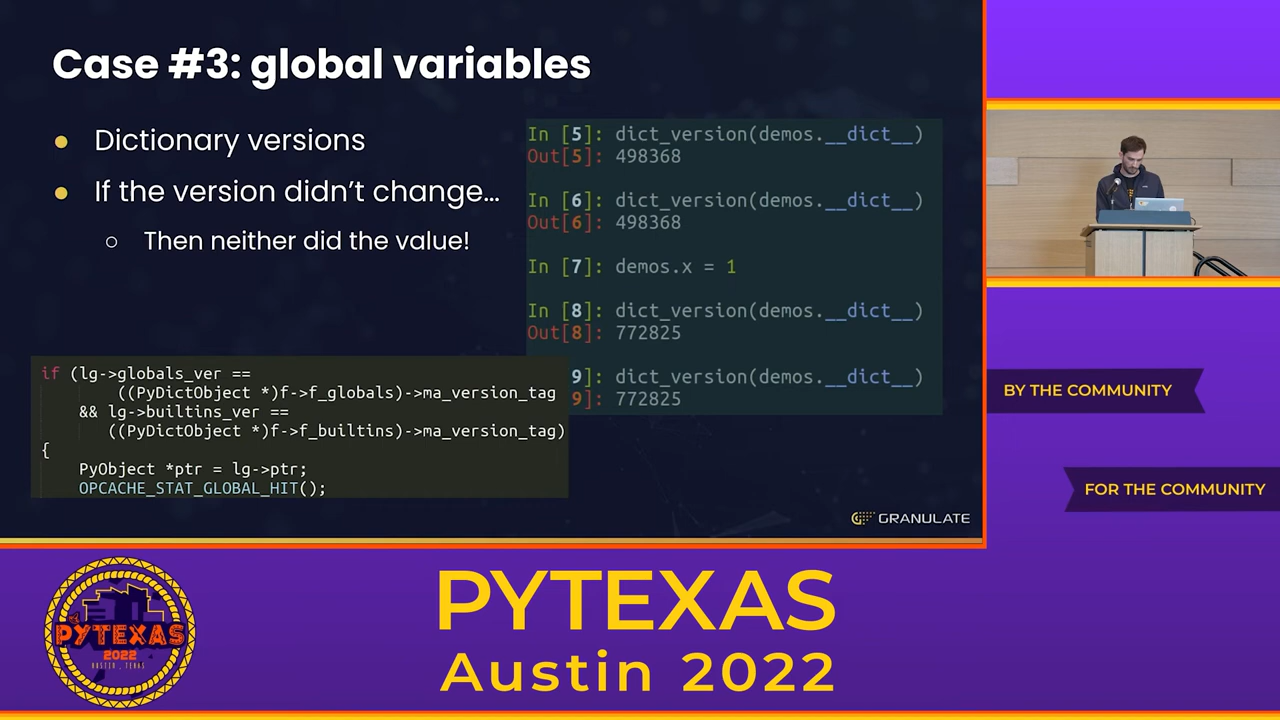 Case #3: global variables
● Dictionary versions
● If the version didn’t change…
○ Then neither did the value!
In [5]: dict_version(demos.__dict__)
Out[5]: 498368
In [6]: dict_version(demos.__dict__)
Out[6]: 498368
In [7]: demos.x = 1
In [8]: dict_version(demos.__dict__)
Out[8]: 772825
9]: dict_version(demos.__dict__)
9]: 772825
if (lg->globals_ver ==
((PyDictObject *)f->f_globals)->ma_version_tag
&& lg->builtins_ver ==
((PyDictObject *)f->f_builtins)->ma_version_tag)
{
PyObject *ptr = lg->ptr;
OPCACHE_STAT_GLOBAL_HIT();
GRANULATE
BY THE COMMUNITY
FOR THE COMMUNITY
PYTEXAS
2022
AUSTIN, TEXAS
PYTEXAS
Austin 2022